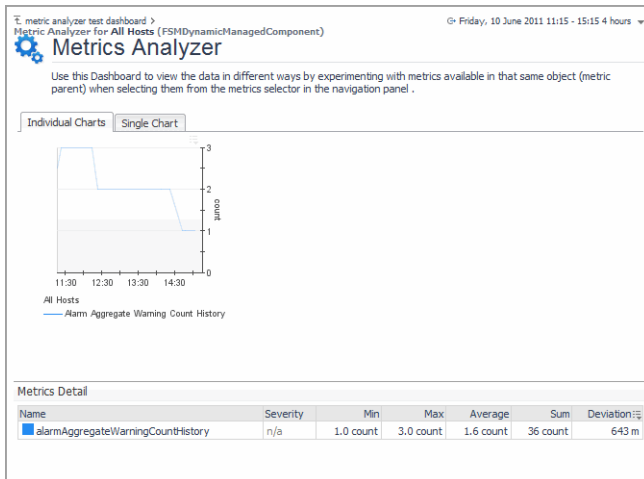 metric analyzer test dashboard >
Friday, 10 June 2011 11:15 - 15:15 4 hours
Metric Analyzer for All Hosts (FSMDynamicManagedComponent)
Metrics Analyzer
Use this Dashboard to view the data in different ways by experimenting with metrics available in that same object (metric
parent) when selecting them from the metrics selector in the navigation panel .
Individual Charts Single Chart
3
2
count
1
0
11:30 12:30 13:30 14:30
All Hosts
Alarm Aggregate Warning Count History
Metrics Detail
Name Severity Min Max Average Sum Deviation
alarmAggregateWarningCountHistory n/a 1.0 count 3.0 count 1.6 count 36 count 643 m